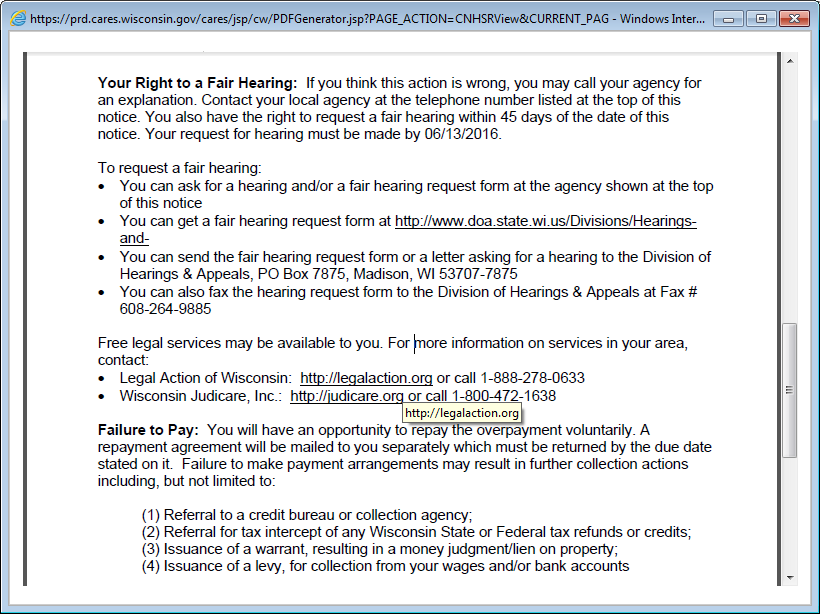 https://prd.cares.wisconsin.gov/cares/jsp/cw/PDFGenerator.jsp?PAGE_ACTION=CNHSRView&CURRENT_PAG - Windows Inter...
Your Right to a Fair Hearing: If you think this action is wrong, you may call your agency for
an explanation. Contact your local agency at the telephone number listed at the top of this
notice. You also have the right to request a fair hearing within 45 days of the date of this
notice. Your request for hearing must be made by 06/13/2016.
To request a fair hearing:
• You can ask for a hearing and/or a fair hearing request form at the agency shown at the top
of this notice
• You can get a fair hearing request form at http://www.doa.state.wi.us/Divisions/Hearings-
and-
• You can send the fair hearing request form or a letter asking for a hearing to the Division of
Hearings & Appeals, PO Box 7875, Madison, WI 53707-7875
• You can also fax the hearing request form to the Division of Hearings & Appeals at Fax #
608-264-9885
Free legal services may be available to you. For more information on services in your area,
contact:
• Legal Action of Wisconsin: http://legalaction.org or call 1-888-278-0633
• Wisconsin Judicare, Inc.: http://judicare.org or call 1-800-472-1638
http://legalaction.org
Failure to Pay: You will have an opportunity to repay the overpayment voluntarily. A
repayment agreement will be mailed to you separately which must be returned by the due date
stated on it. Failure to make payment arrangements may result in further collection actions
including, but not limited to:
(1) Referral to a credit bureau or collection agency;
(2) Referral for tax intercept of any Wisconsin State or Federal tax refunds or credits;
(3) Issuance of a warrant, resulting in a money judgment/lien on property;
(4) Issuance of a levy, for collection from your wages and/or bank accounts